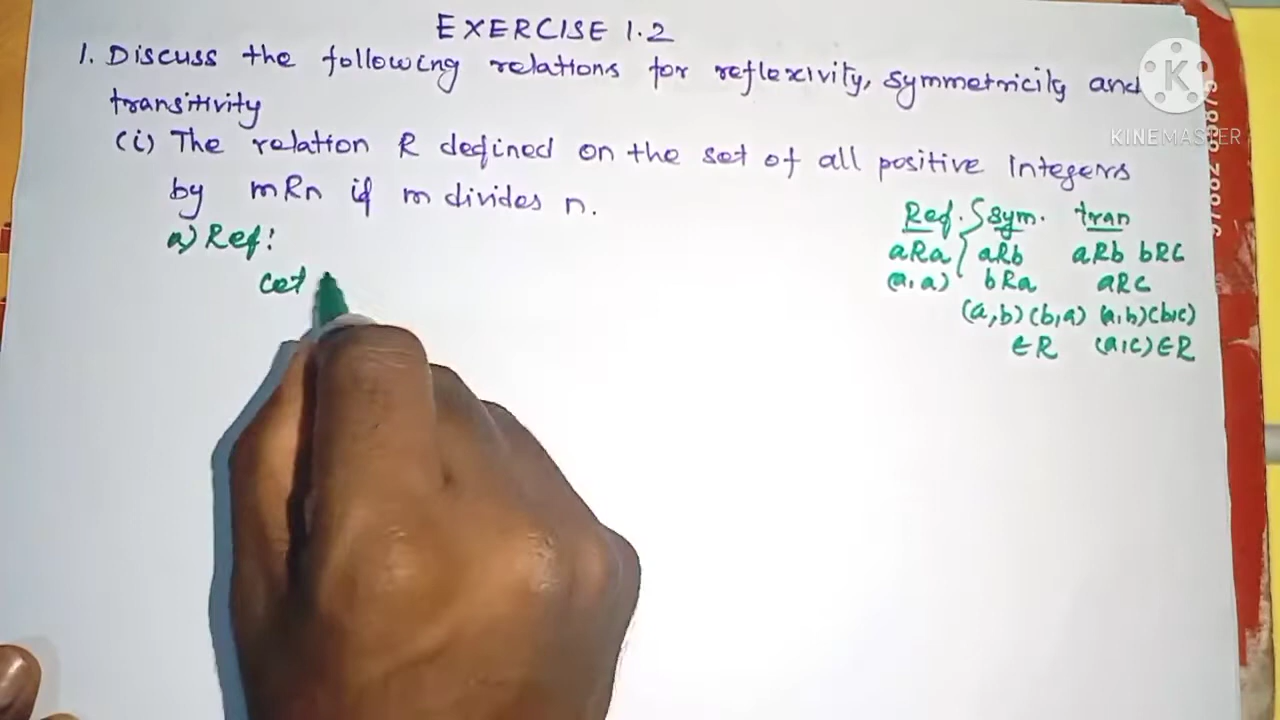 EXERCISE 1.2
1. Discuss the following relations for reflexivity, symmetricity and
transitivity
(i) The relation R defined on the set of all positive Integers
by mRn if m divides n.
a) Ref:
Let
Ref. sym. tran
aRa aRb aRb bRc
(a,a) bRa aRc
(a,b)(b,a) (a,b)(b,c)
∈R (a,c)∈R
K
KINEMASTER